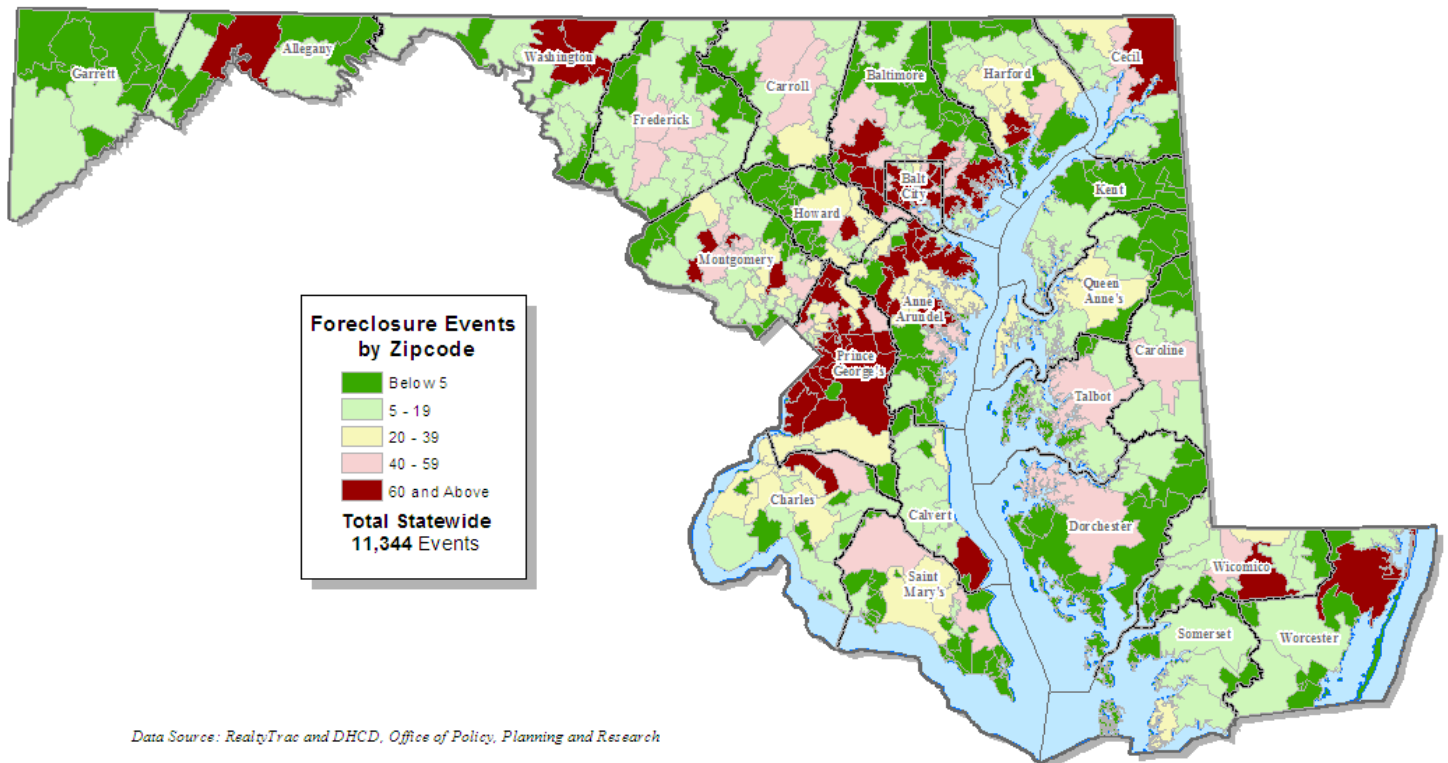 Garrett
Allegany
Washington
Frederick
Carroll
Baltimore
Harford
Cecil
Balt
City
Howard
Montgomery
Kent
Queen
Anne's
Anne
Arundel
Prince
George's
Caroline
Talbot
Charles
Calvert
Dorchester
Saint
Mary's
Wicomico
Somerset
Worcester
Foreclosure Events
by Zipcode
Below 5
5 - 19
20 - 39
40 - 59
60 and Above
Total Statewide
11,344 Events
Data Source: RealtyTrac and DHCD, Office of Policy, Planning and Research